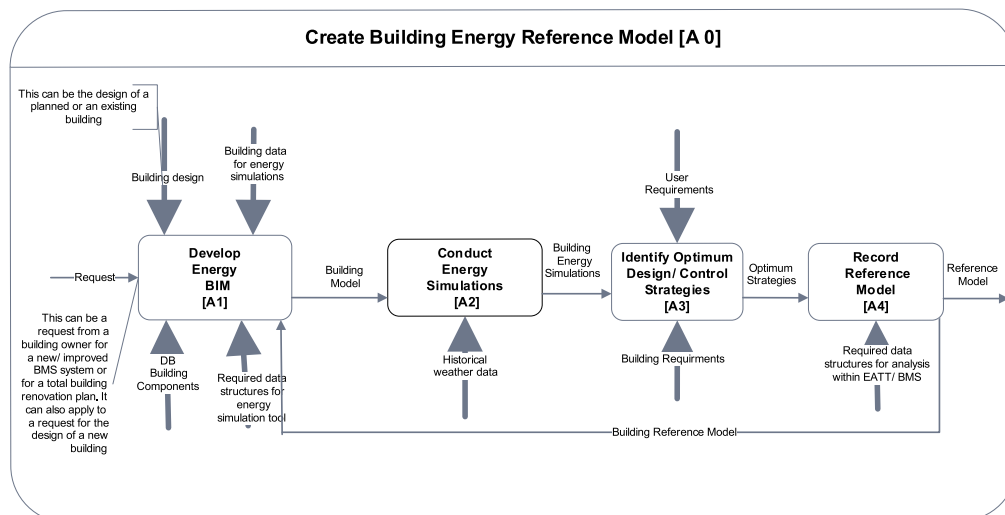 Create Building Energy Reference Model [A 0]
This can be the design of a
planned or an existing
building
Building design
Building data
for energy
simulations
User
Requirements
Request
Develop
Energy
BIM
[A1]
Building
Model
Conduct
Energy
Simulations
[A2]
Building
Energy
Simulations
Identify Optimum
Design/ Control
Strategies
[A3]
Optimum
Strategies
Record
Reference
Model
[A4]
Reference
Model
This can be a
request from a
building owner for
a new/ improved
BMS system or
for a total building
renovation plan. It
can also apply to
a request for the
design of a new
building
DB
Building
Components
Required data
structures for
energy
simulation tool
Historical
weather data
Building Requirments
Required data
structures for analysis
within EATT/ BMS
Building Reference Model